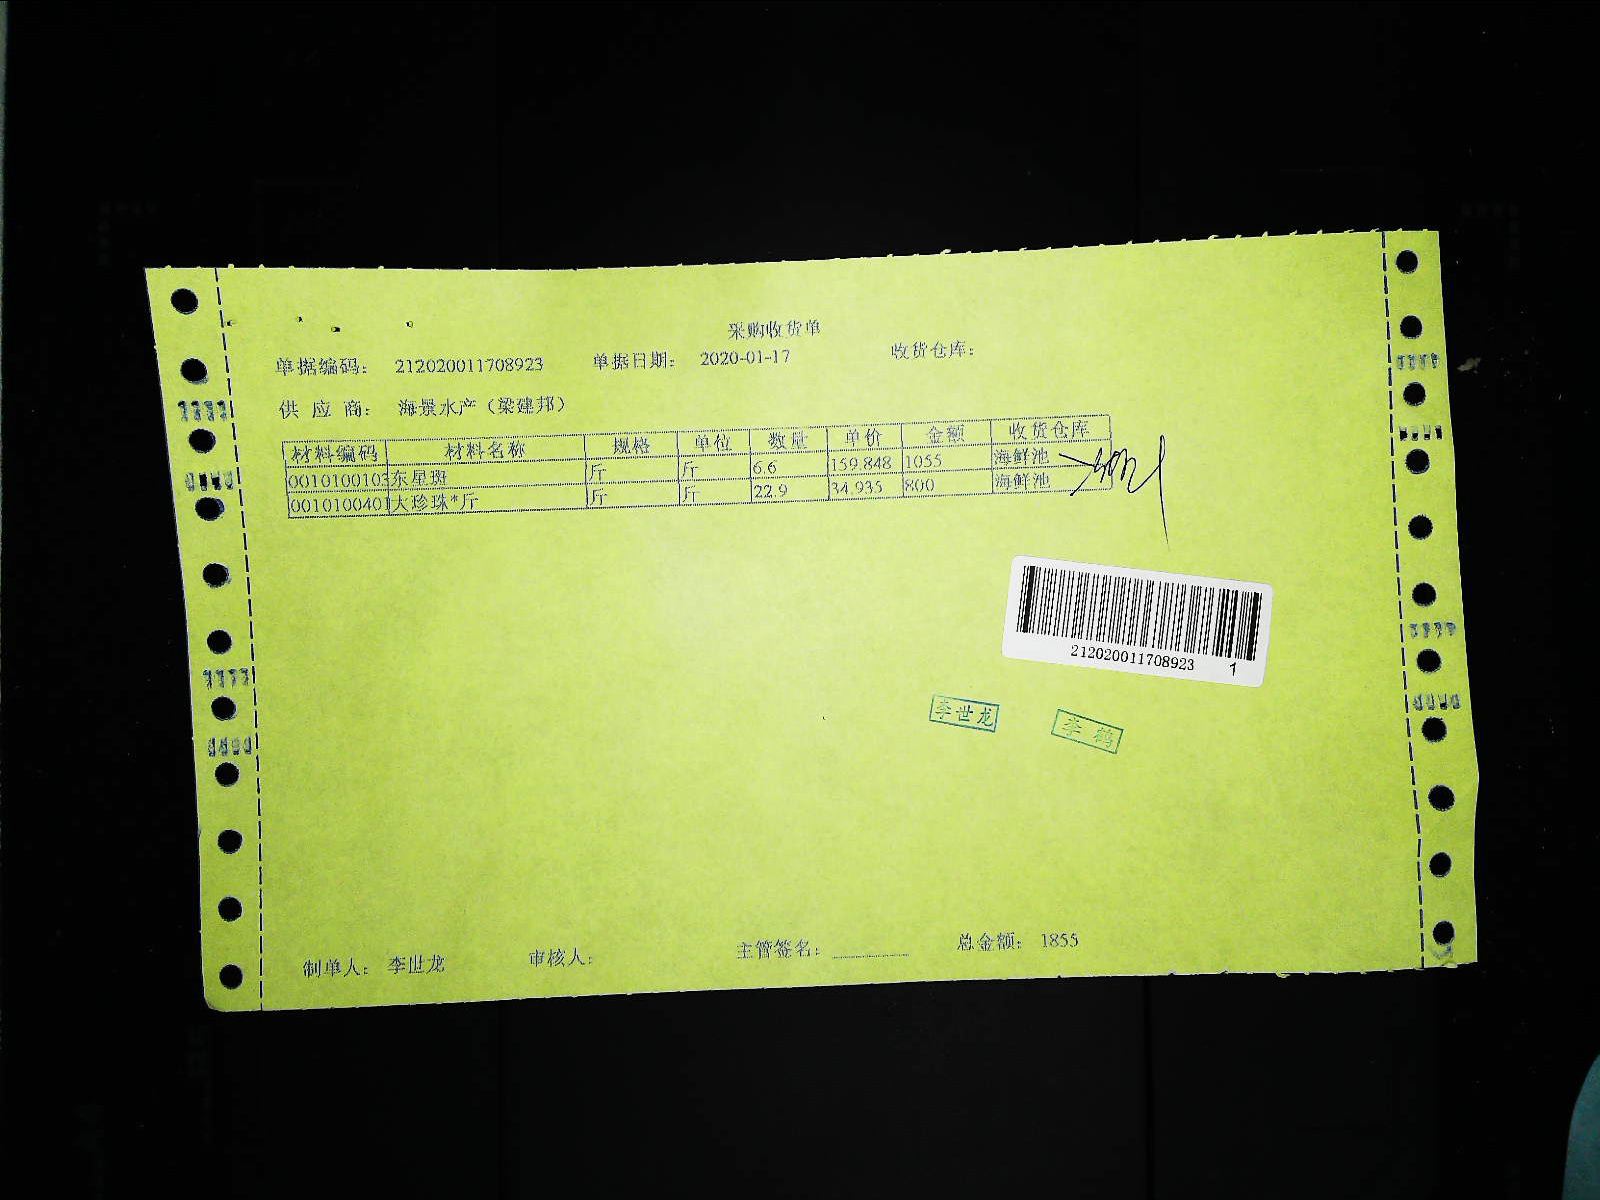 采购收货单
单据编码： 212020011708923 单据日期： 2020-01-17 收货仓库：
供 应 商： 海景水产（梁建邦）
材料编码 材料名称 规格 单位 数量 单价 金额 收货仓库
0010100103 东星斑 斤 斤 6.6 159.848 1055 海鲜池
0010100401 大珍珠*斤 斤 斤 22.9 34.935 800 海鲜池
212020011708923 1
李世龙 李鹤
制单人： 李世龙 审核人： 主管签名： 总金额： 1855